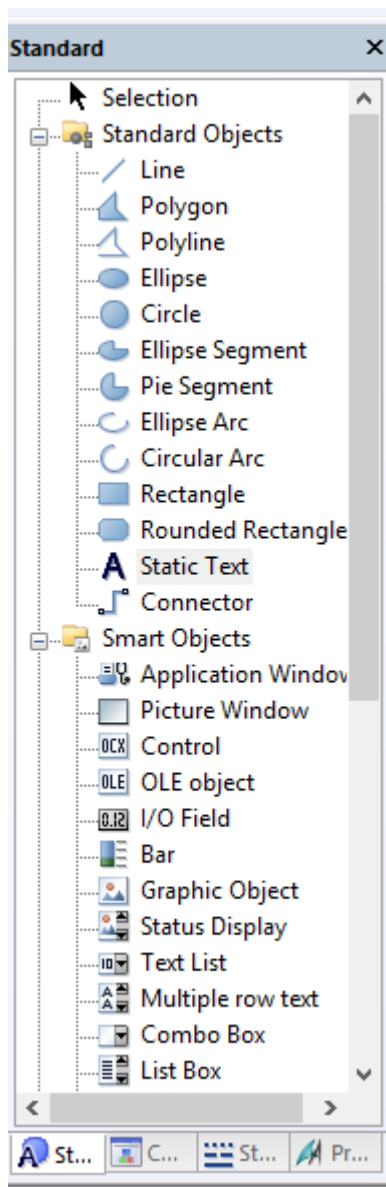 Standard
Selection
Standard Objects
Line
Polygon
Polyline
Ellipse
Circle
Ellipse Segment
Pie Segment
Ellipse Arc
Circular Arc
Rectangle
Rounded Rectangle
A Static Text
Connector
Smart Objects
Application Window
Picture Window
OCX Control
OLE OLE object
0.12 I/O Field
Bar
Graphic Object
Status Display
10 Text List
A A Multiple row text
Combo Box
List Box
A St... C... St... Pr...